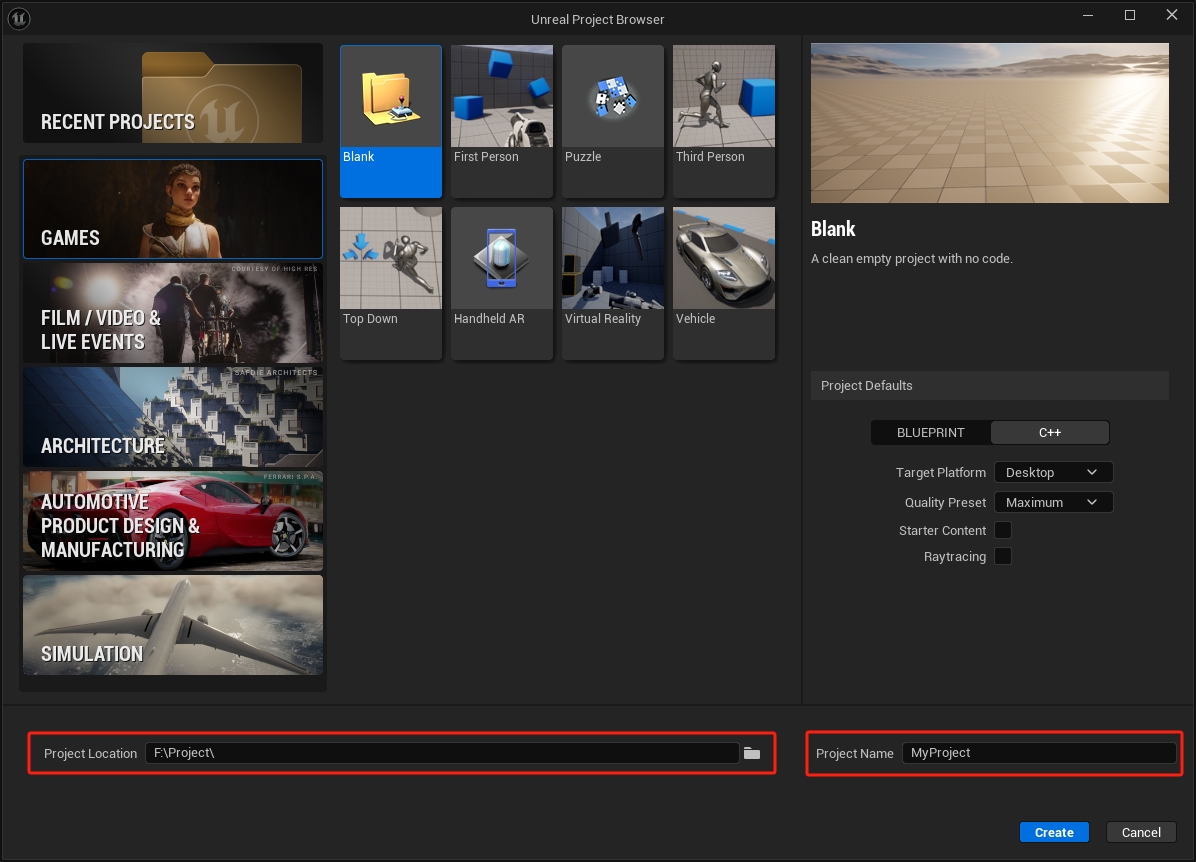 Unreal Project Browser
RECENT PROJECTS
GAMES
COURTESY OF HIGH RES
FILM / VIDEO &
LIVE EVENTS
SAFDIE ARCHITECTS
ARCHITECTURE
FERRARI S.P.A.
AUTOMOTIVE
PRODUCT DESIGN &
MANUFACTURING
SIMULATION
Blank
First Person
Puzzle
Third Person
Top Down
Handheld AR
Virtual Reality
Vehicle
Blank
A clean empty project with no code.
Project Defaults
BLUEPRINT
C++
Target Platform
Desktop
Quality Preset
Maximum
Starter Content
Raytracing
Project Location
F:\Project\
Project Name
MyProject
Create
Cancel